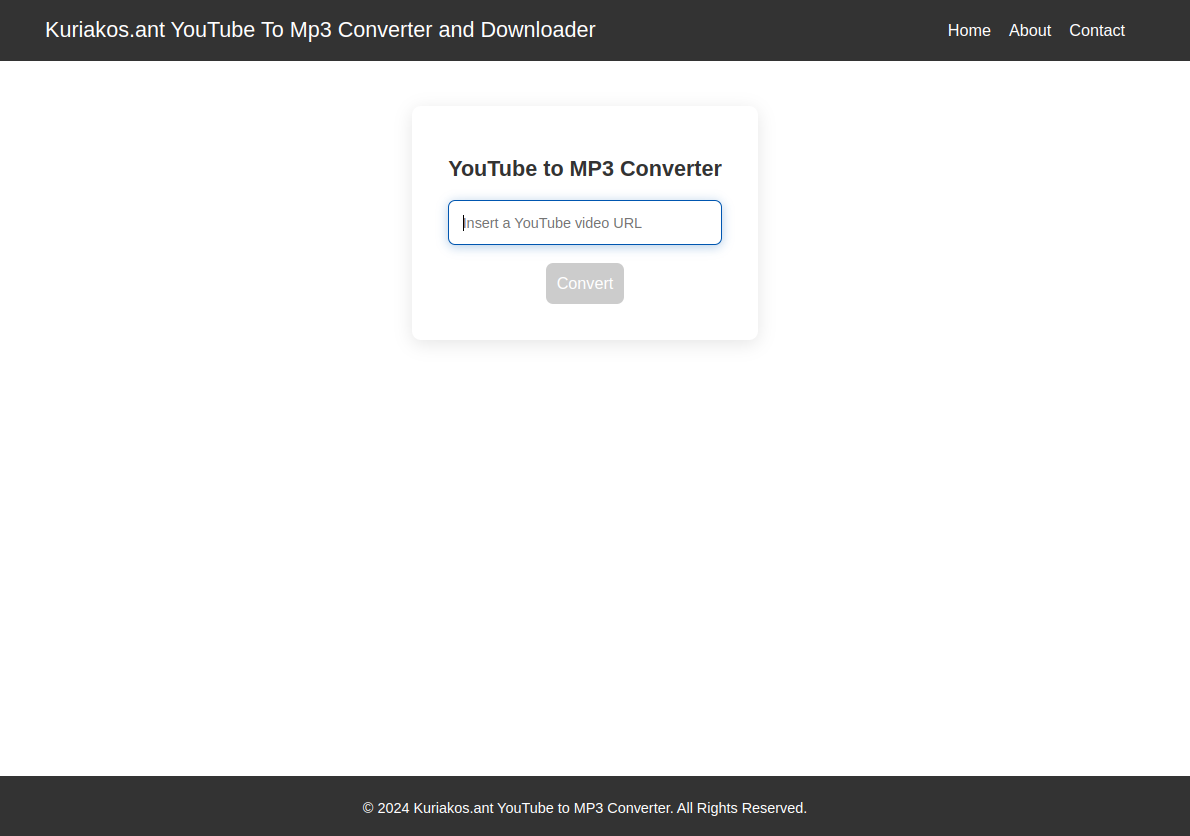 Kuriakos.ant YouTube To Mp3 Converter and Downloader
Home About Contact
YouTube to MP3 Converter
Insert a YouTube video URL
Convert
© 2024 Kuriakos.ant YouTube to MP3 Converter. All Rights Reserved.